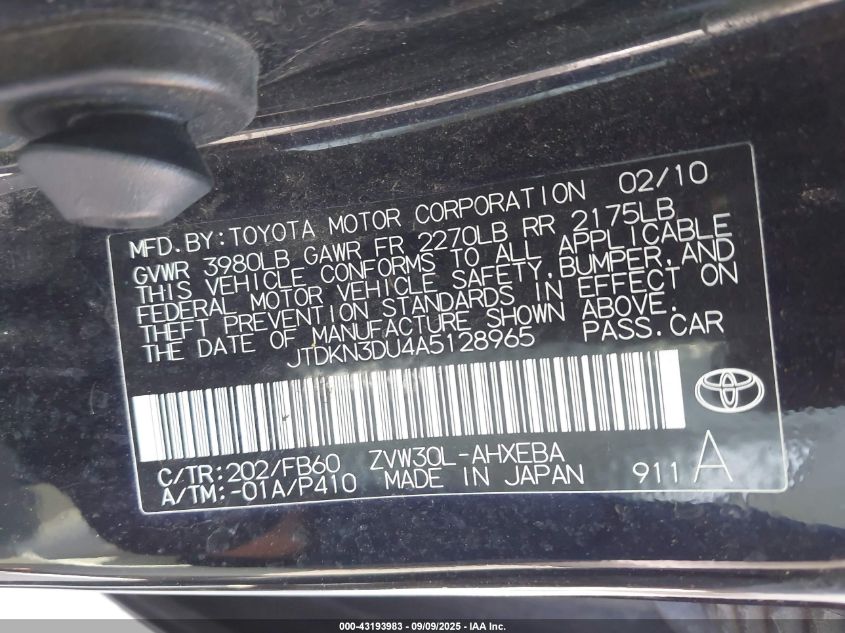 MFD.BY:TOYOTA MOTOR CORPORATION 02/10
GVWR 3980LB GAWR FR 2270LB RR 2175LB
THIS VEHICLE CONFORMS TO ALL APPLICABLE
FEDERAL MOTOR VEHICLE SAFETY,BUMPER,AND
THEFT PREVENTION STANDARDS IN EFFECT ON
THE DATE OF MANUFACTURE SHOWN ABOVE.
JTDKN3DU4A5128965 PASS.CAR
C/TR:202/FB60 ZVW30L-AHXEBA
A/TM:-01A/P410 MADE IN JAPAN 911 A
000-43193983 - 09/09/2025 - IAA Inc.